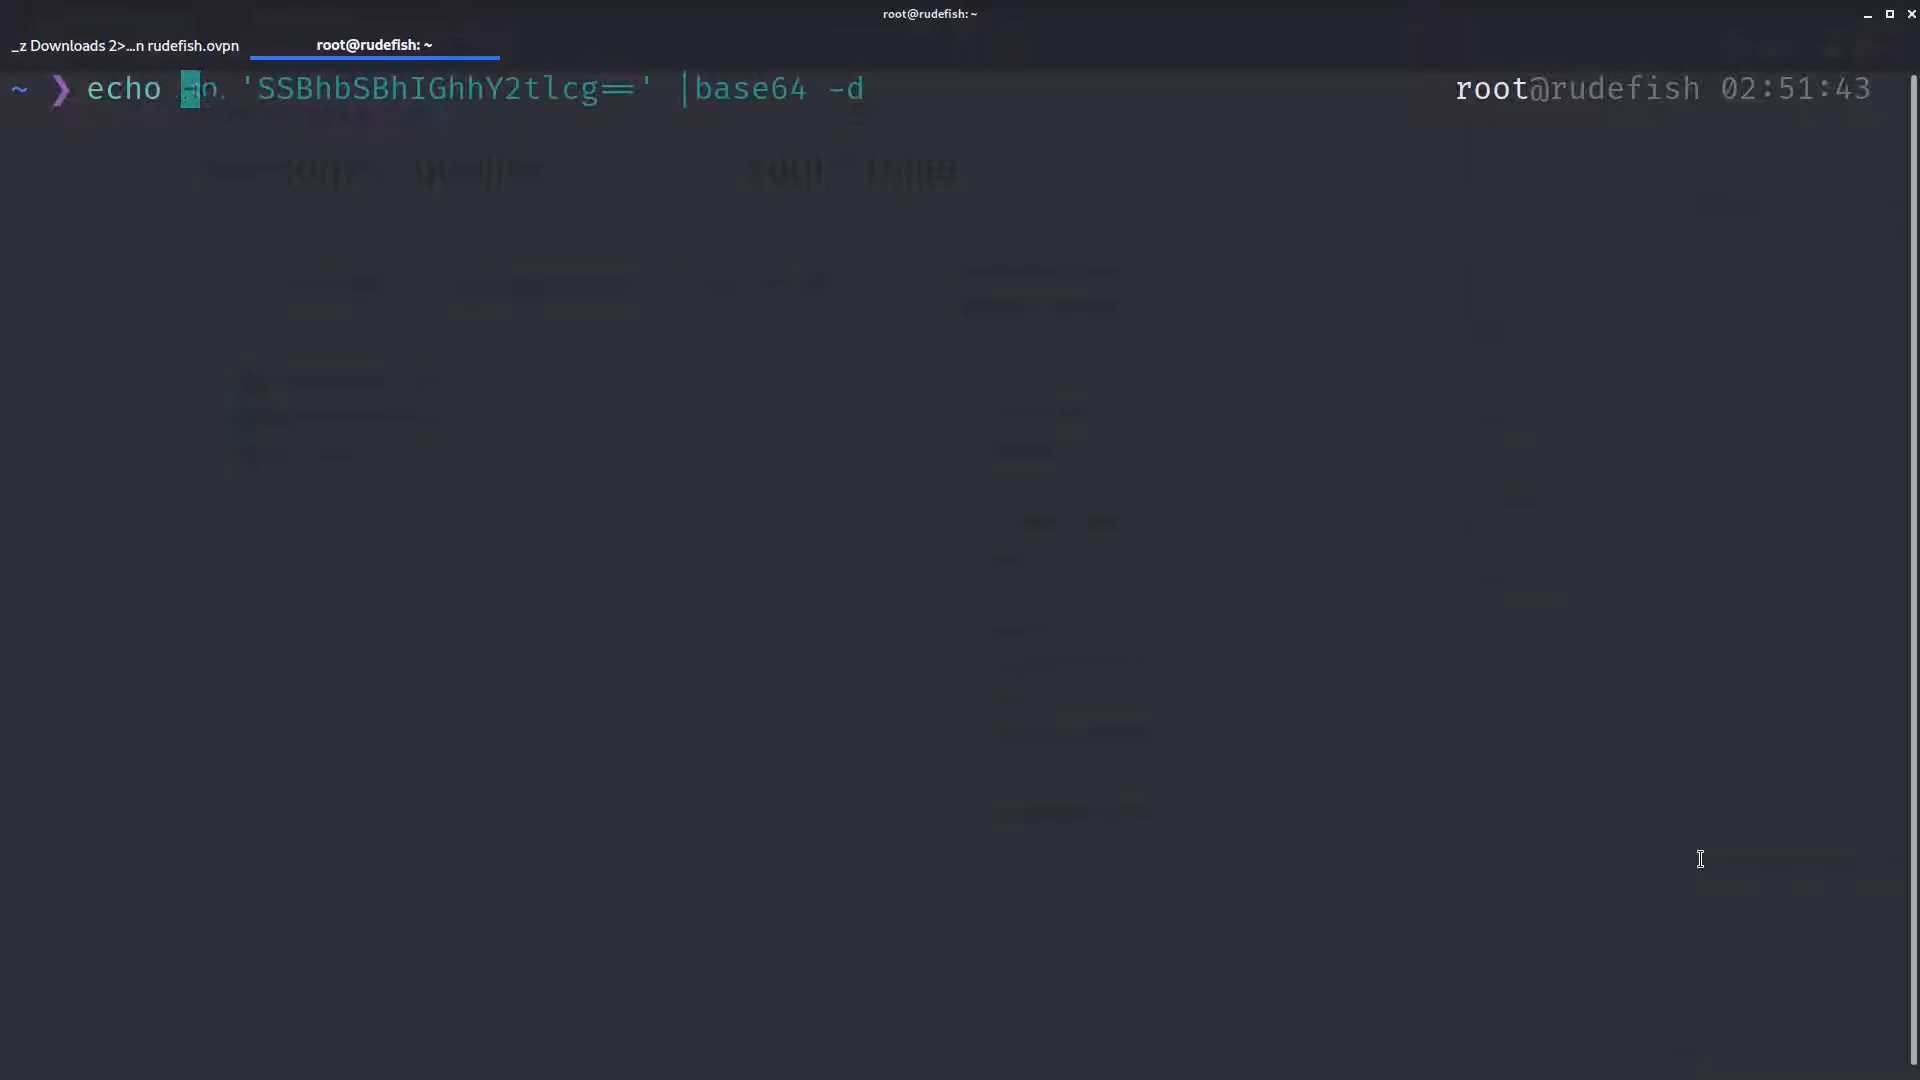 root@rudefish: ~
_z Downloads 2>...n rudefish.ovpn
root@rudefish: ~
~ ❯ echo -n 'SSBhbSBhIGhhY2tlcg==' |base64 -d
root@rudefish 02:51:43